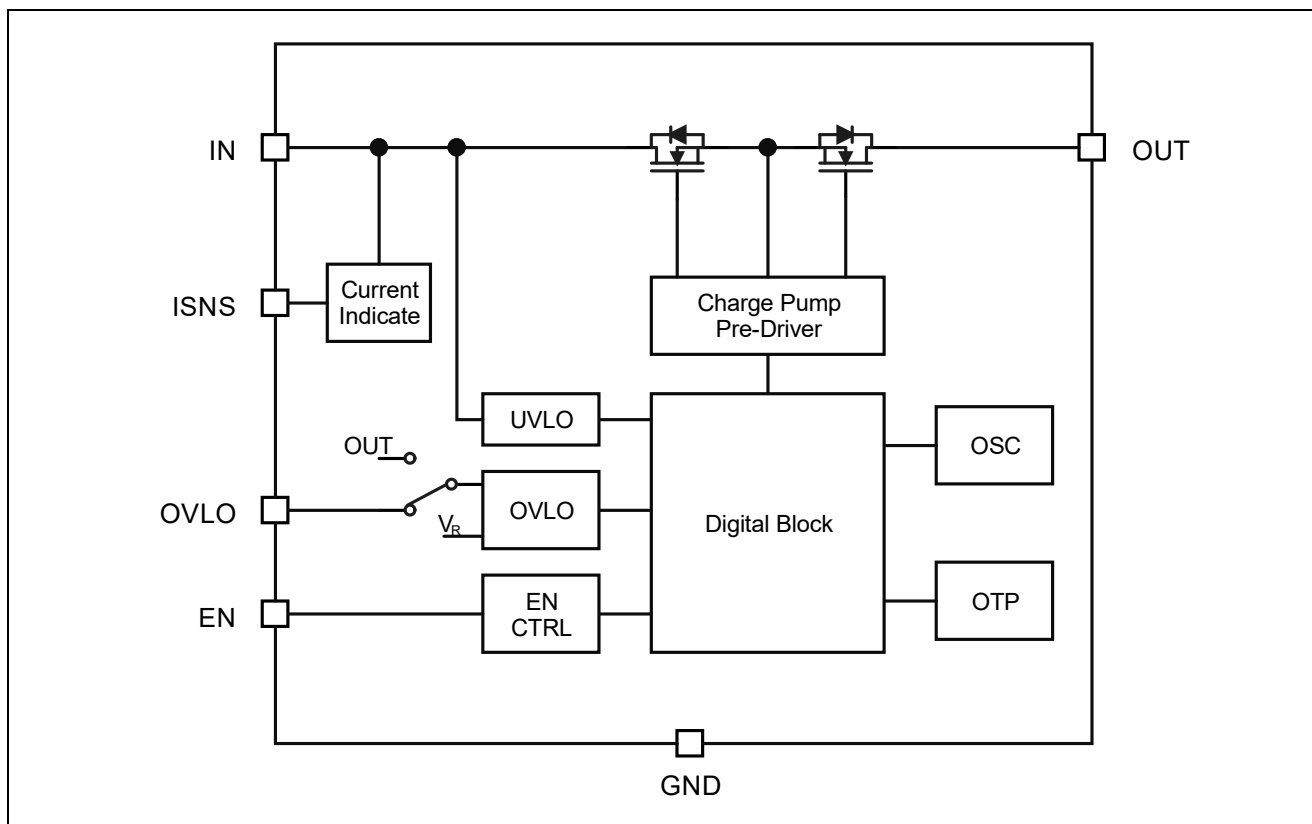 IN
OUT
ISNS
Current
Indicate
Charge Pump
Pre-Driver
UVLO
OUT
OSC
OVLO
OVLO
VR
Digital Block
EN
EN
CTRL
OTP
GND